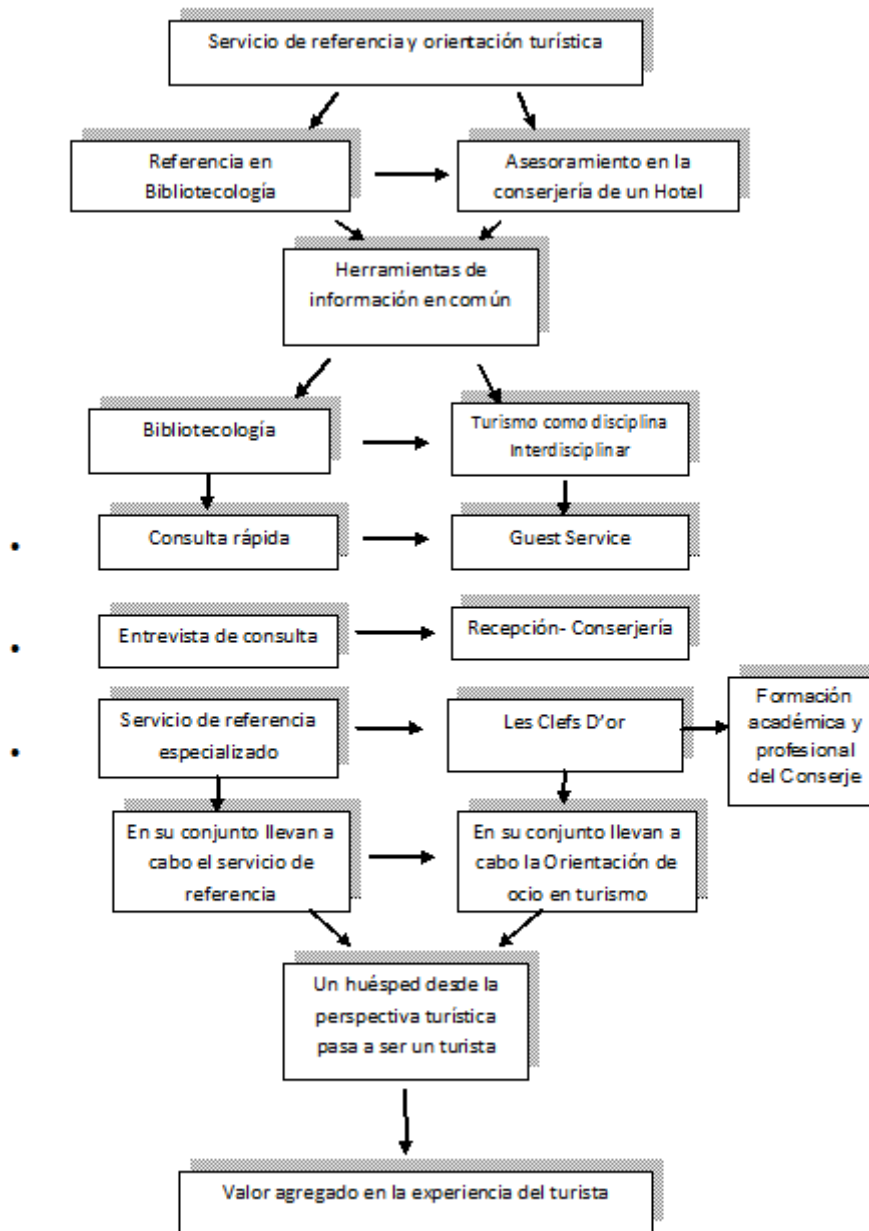 Servicio de referencia y orientación turística
Referencia en
Bibliotecología
Asesoramiento en la
conserjería de un Hotel
Herramientas de
información en común
Bibliotecología
Turismo como disciplina
Interdisciplinar
• Consulta rápida
Guest Service
• Entrevista de consulta
Recepción- Conserjería
• Servicio de referencia
especializado
Les Clefs D'or
Formación
académica y
profesional
del Conserje
En su conjunto llevan a
cabo el servicio de
referencia
En su conjunto llevan a
cabo la Orientación de
ocio en turismo
Un huésped desde la
perspectiva turística
pasa a ser un turista
Valor agregado en la experiencia del turista